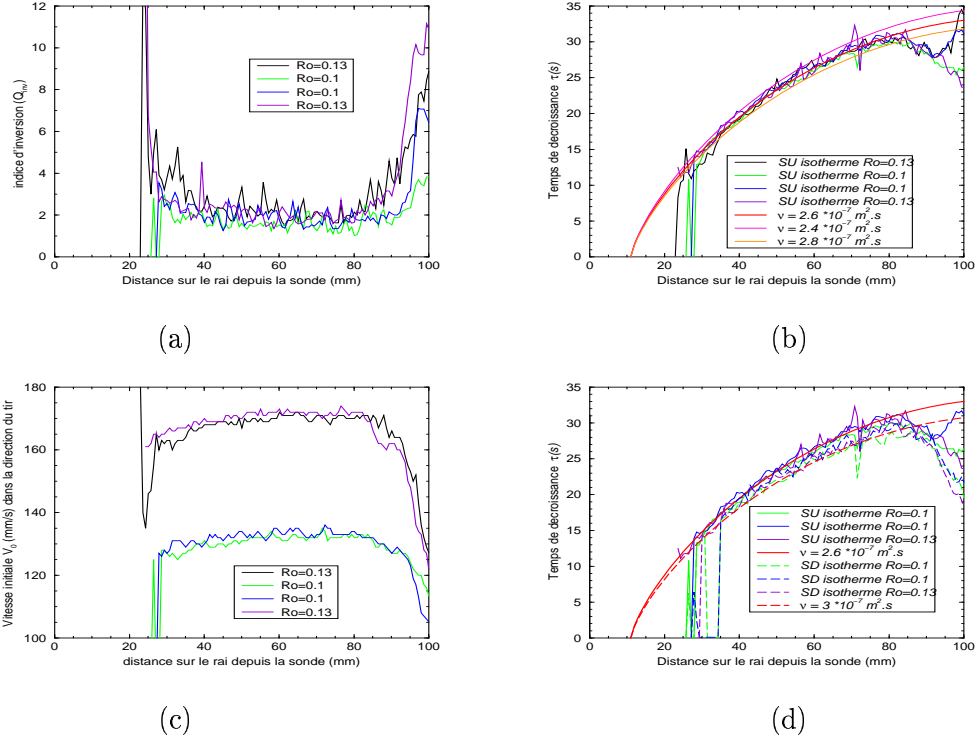 12
10
8
6
4
2
0
0 20 40 60 80 100
indice d'inversion (Q_inv)
Distance sur le rai depuis la sonde (mm)
Ro=0.13
Ro=0.1
Ro=0.1
Ro=0.13
(a)
35
30
25
20
15
10
5
0
0 20 40 60 80 100
Temps de decroissance τ(s)
Distance sur le rai depuis la sonde (mm)
SU isotherme Ro=0.13
SU isotherme Ro=0.1
SU isotherme Ro=0.1
SU isotherme Ro=0.13
ν = 2.6 *10⁻⁷ m².s
ν = 2.4 *10⁻⁷ m².s
ν = 2.8 *10⁻⁷ m².s
(b)
180
160
140
120
100
0 20 40 60 80 100
Vitesse initiale V₀ (mm/s) dans la direction du tir
distance sur le rai depuis la sonde (mm)
Ro=0.13
Ro=0.1
Ro=0.1
Ro=0.13
(c)
35
30
25
20
15
10
5
0
0 20 40 60 80 100
Temps de decroissance τ(s)
Distance sur le rai depuis la sonde (mm)
SU isotherme Ro=0.1
SU isotherme Ro=0.1
SU isotherme Ro=0.13
ν = 2.6 *10⁻⁷ m².s
SD isotherme Ro=0.1
SD isotherme Ro=0.1
SD isotherme Ro=0.13
ν = 3 *10⁻⁷ m².s
(d)